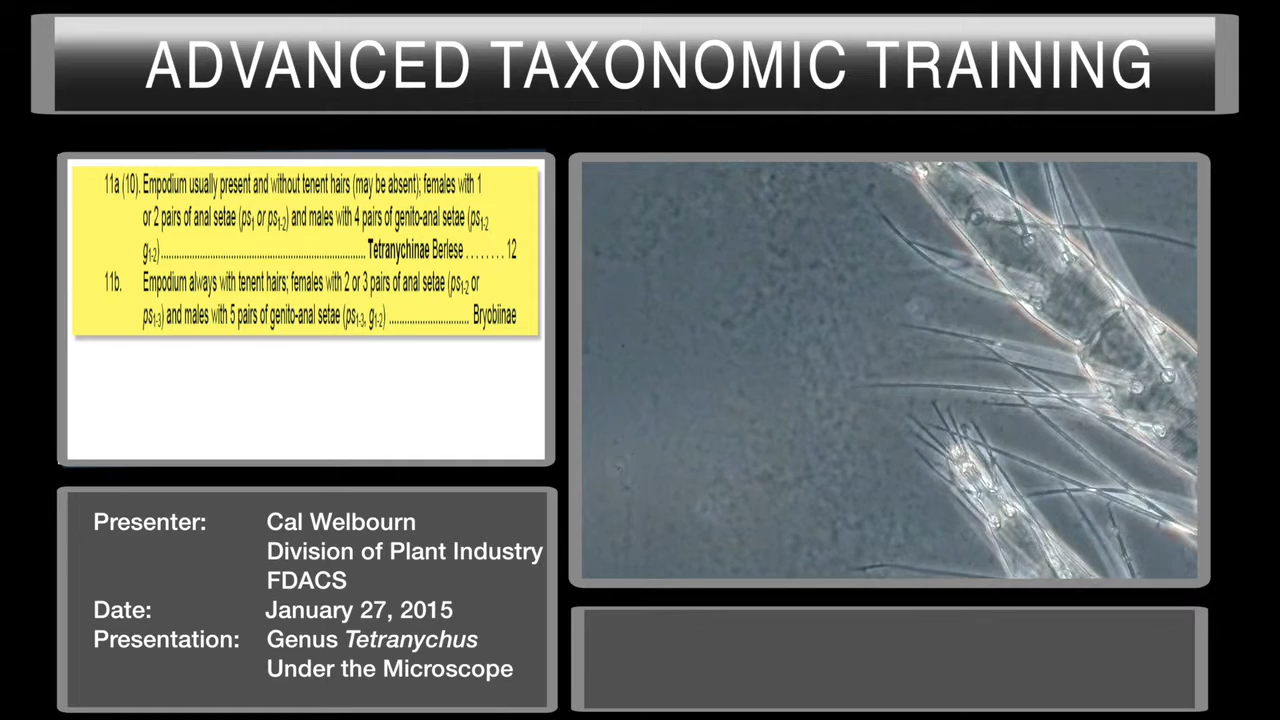 ADVANCED TAXONOMIC TRAINING
11a (10). Empodium usually present and without tenent hairs (may be absent); females with 1
or 2 pairs of anal setae (ps1 or ps1-2) and males with 4 pairs of genito-anal setae (ps1-2
g1-2)........................................................................ Tetranychinae Berlese ........ 12
11b. Empodium always with tenent hairs; females with 2 or 3 pairs of anal setae (ps1-2 or
ps1-3) and males with 5 pairs of genito-anal setae (ps1-3, g1-2) ............................ Bryobiinae
Presenter: Cal Welbourn
Division of Plant Industry
FDACS
Date: January 27, 2015
Presentation: Genus Tetranychus
Under the Microscope